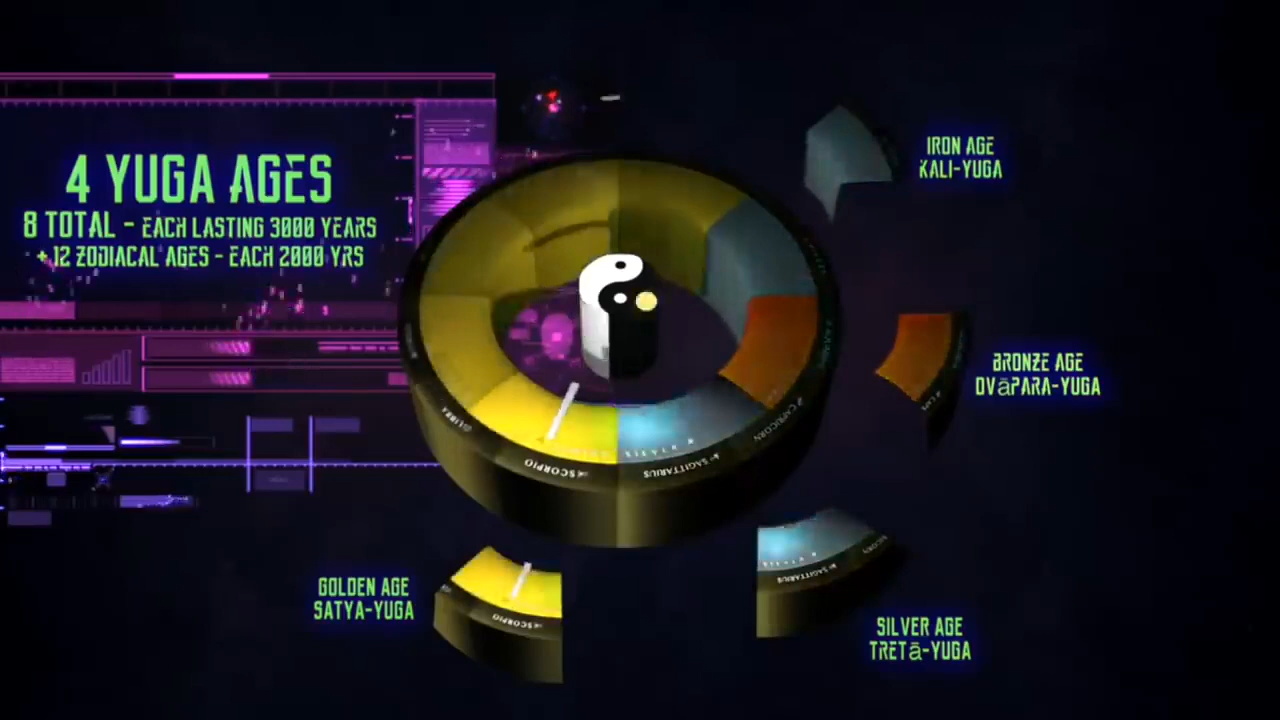 4 YUGA AGES
8 TOTAL - EACH LASTING 3000 YEARS
+ 12 ZODIACAL AGES - EACH 2000 YRS
IRON AGE
KALI-YUGA
BRONZE AGE
DVāPARA-YUGA
LIBRA
SCORPIO
SAGITTARIUS
CAPRICORN
GOLDEN AGE
SATYA-YUGA
SCORPIO
SAGITTARIUS
SILVER AGE
TRETā-YUGA